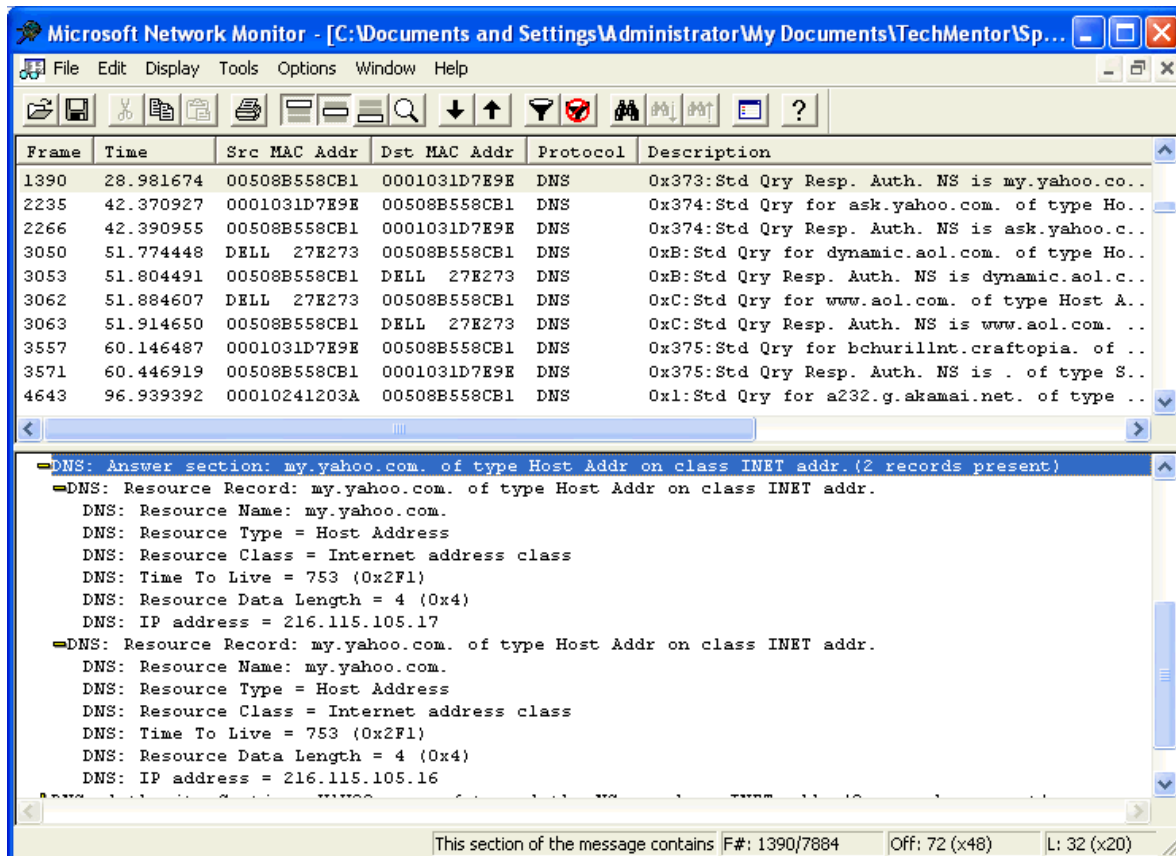 Microsoft Network Monitor - [C:\Documents and Settings\Administrator\My Documents\TechMentor\Sp...
File Edit Display Tools Options Window Help
Frame Time Src MAC Addr Dst MAC Addr Protocol Description
1390 28.981674 00508B558CB1 0001031D7E9E DNS 0x373:Std Qry Resp. Auth. NS is my.yahoo.co..
2235 42.370927 0001031D7E9E 00508B558CB1 DNS 0x374:Std Qry for ask.yahoo.com. of type Ho..
2266 42.390955 00508B558CB1 0001031D7E9E DNS 0x374:Std Qry Resp. Auth. NS is ask.yahoo.c..
3050 51.774448 DELL 27E273 00508B558CB1 DNS 0xB:Std Qry for dynamic.aol.com. of type Ho..
3053 51.804491 00508B558CB1 DELL 27E273 DNS 0xB:Std Qry Resp. Auth. NS is dynamic.aol.c..
3062 51.884607 DELL 27E273 00508B558CB1 DNS 0xC:Std Qry for www.aol.com. of type Host A..
3063 51.914650 00508B558CB1 DELL 27E273 DNS 0xC:Std Qry Resp. Auth. NS is www.aol.com. ..
3557 60.146487 0001031D7E9E 00508B558CB1 DNS 0x375:Std Qry for bchurillnt.craftopia. of ..
3571 60.446919 00508B558CB1 0001031D7E9E DNS 0x375:Std Qry Resp. Auth. NS is . of type S..
4643 96.939392 00010241203A 00508B558CB1 DNS 0x1:Std Qry for a232.g.akamai.net. of type ..
DNS: Answer section: my.yahoo.com. of type Host Addr on class INET addr.(2 records present)
DNS: Resource Record: my.yahoo.com. of type Host Addr on class INET addr.
DNS: Resource Name: my.yahoo.com.
DNS: Resource Type = Host Address
DNS: Resource Class = Internet address class
DNS: Time To Live = 753 (0x2F1)
DNS: Resource Data Length = 4 (0x4)
DNS: IP address = 216.115.105.17
DNS: Resource Record: my.yahoo.com. of type Host Addr on class INET addr.
DNS: Resource Name: my.yahoo.com.
DNS: Resource Type = Host Address
DNS: Resource Class = Internet address class
DNS: Time To Live = 753 (0x2F1)
DNS: Resource Data Length = 4 (0x4)
DNS: IP address = 216.115.105.16
This section of the message contains F#: 1390/7884 Off: 72 (x48) L: 32 (x20)